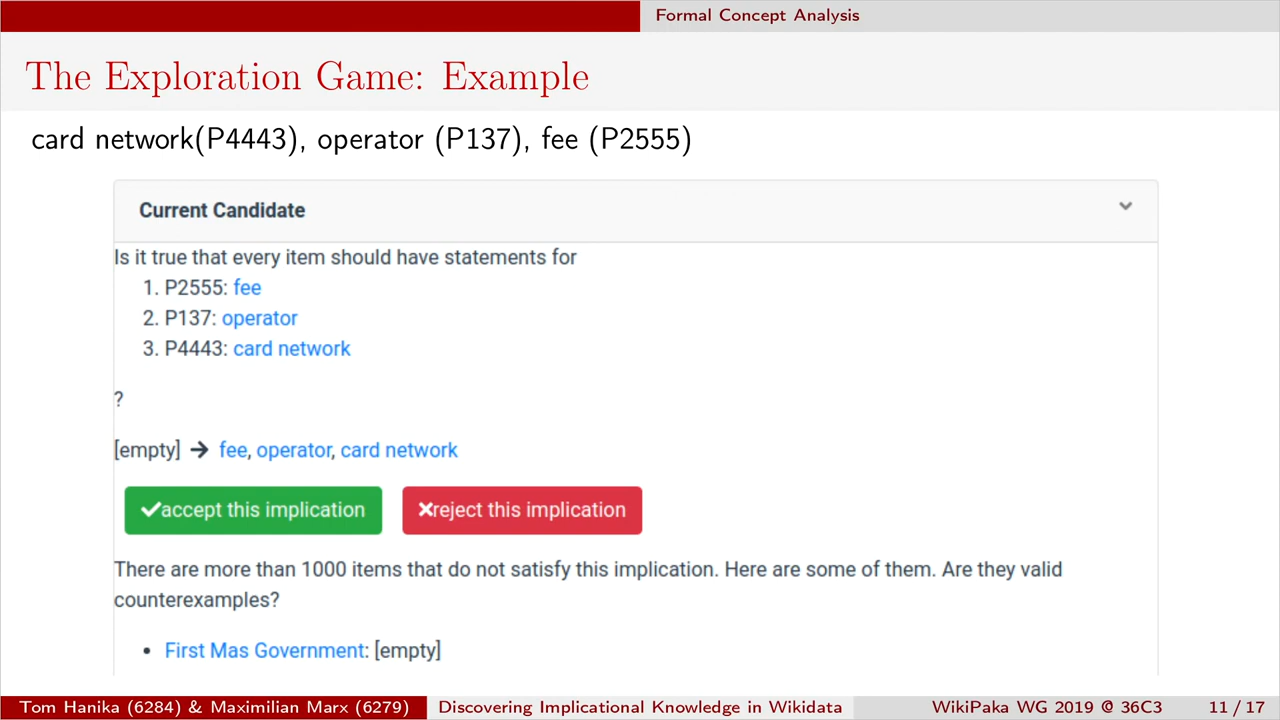 Formal Concept Analysis
The Exploration Game: Example
card network(P4443), operator (P137), fee (P2555)
Current Candidate
Is it true that every item should have statements for
1. P2555: fee
2. P137: operator
3. P4443: card network
?
[empty] → fee, operator, card network
✔accept this implication ✖reject this implication
There are more than 1000 items that do not satisfy this implication. Here are some of them. Are they valid
counterexamples?
• First Mas Government: [empty]
Tom Hanika (6284) & Maximilian Marx (6279) Discovering Implicational Knowledge in Wikidata WikiPaka WG 2019 @ 36C3 11 / 17